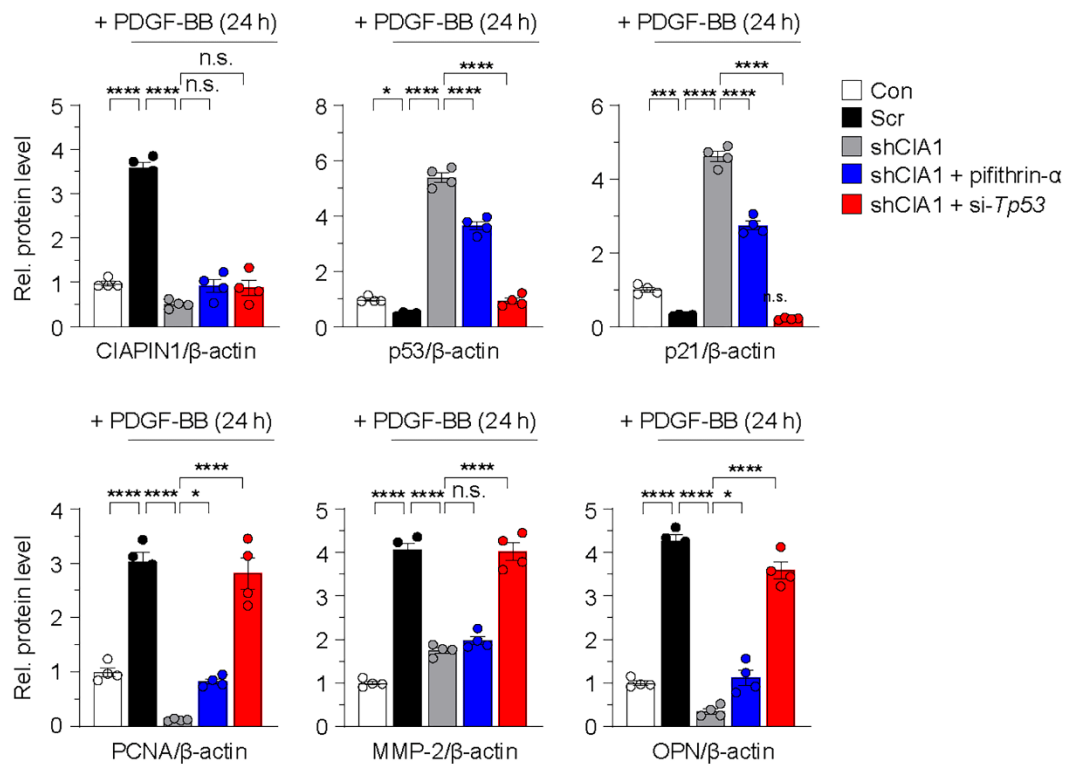 + PDGF-BB (24 h)
n.s.
**** **** n.s.
Rel. protein level
5
4
3
2
1
0
CIAPIN1/β-actin
+ PDGF-BB (24 h)
****
* **** ****
8
6
4
2
0
p53/β-actin
+ PDGF-BB (24 h)
****
*** **** ****
6
4
2
0
n.s.
p21/β-actin
Con
Scr
shCIA1
shCIA1 + pifithrin-α
shCIA1 + si-Tp53
+ PDGF-BB (24 h)
****
**** **** *
Rel. protein level
4
3
2
1
0
PCNA/β-actin
+ PDGF-BB (24 h)
****
**** **** n.s.
5
4
3
2
1
0
MMP-2/β-actin
+ PDGF-BB (24 h)
****
**** **** *
5
4
3
2
1
0
OPN/β-actin